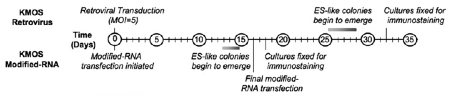 KMOS
Retrovirus
Retroviral Transduction
(MOI=5)
ES-like colonies
begin to emerge
Cultures fixed for
immunostaining
Time
(Days)
0 5 10 15 20 25 30 35
KMOS
Modified-RNA
Modified-RNA
transfection initiated
ES-like colonies
begin to emerge
Cultures fixed for
immunostaining
Final modified-
RNA transfection